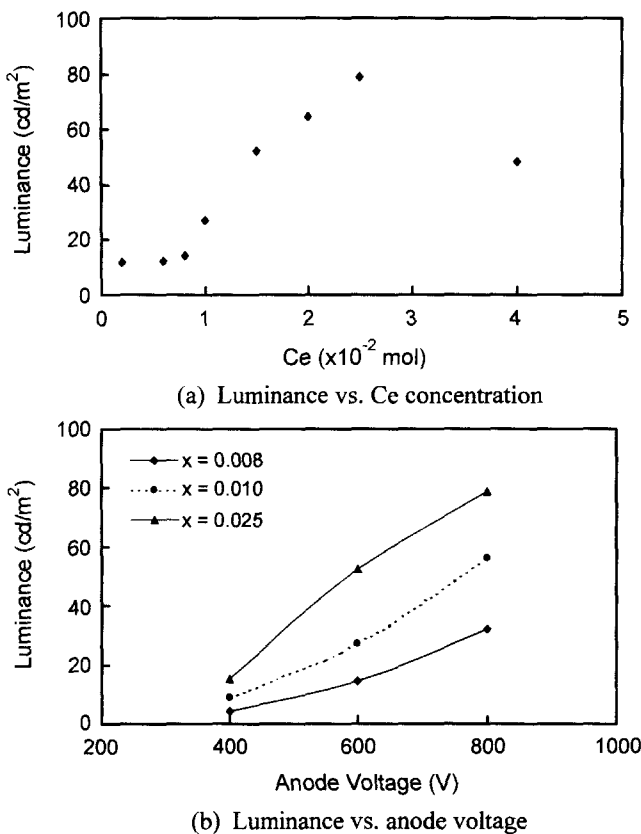 Luminance (cd/m²)
100
80
60
40
20
0
0 1 2 3 4 5
Ce (x10⁻² mol)
(a) Luminance vs. Ce concentration
Luminance (cd/m²)
100
80
60
40
20
0
x = 0.008
x = 0.010
x = 0.025
200 400 600 800 1000
Anode Voltage (V)
(b) Luminance vs. anode voltage